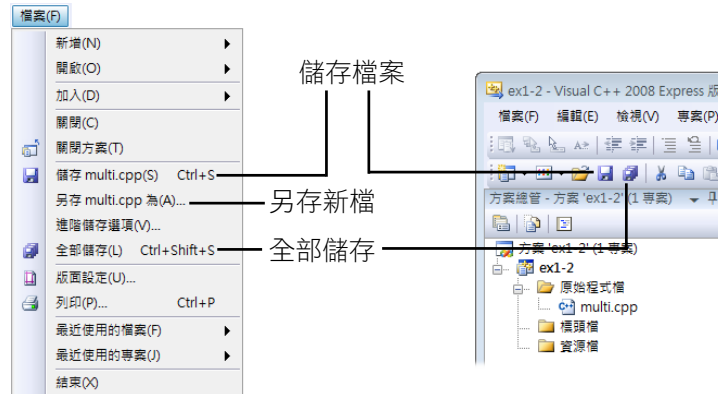 檔案(F)
新增(N)
開啟(O)
加入(D)
關閉(C)
關閉方案(T)
儲存 multi.cpp(S) Ctrl+S
另存 multi.cpp 為(A)...
進階儲存選項(V)...
全部儲存(L) Ctrl+Shift+S
版面設定(U)...
列印(P)... Ctrl+P
最近使用的檔案(F)
最近使用的專案(J)
結束(X)
儲存檔案
另存新檔
全部儲存
ex1-2 - Visual C++ 2008 Express 版
檔案(F) 編輯(E) 檢視(V) 專案(P)
方案總管 - 方案 'ex1-2' (1 專案)
方案 'ex1-2' (1 專案)
ex1-2
原始程式檔
multi.cpp
標頭檔
資源檔